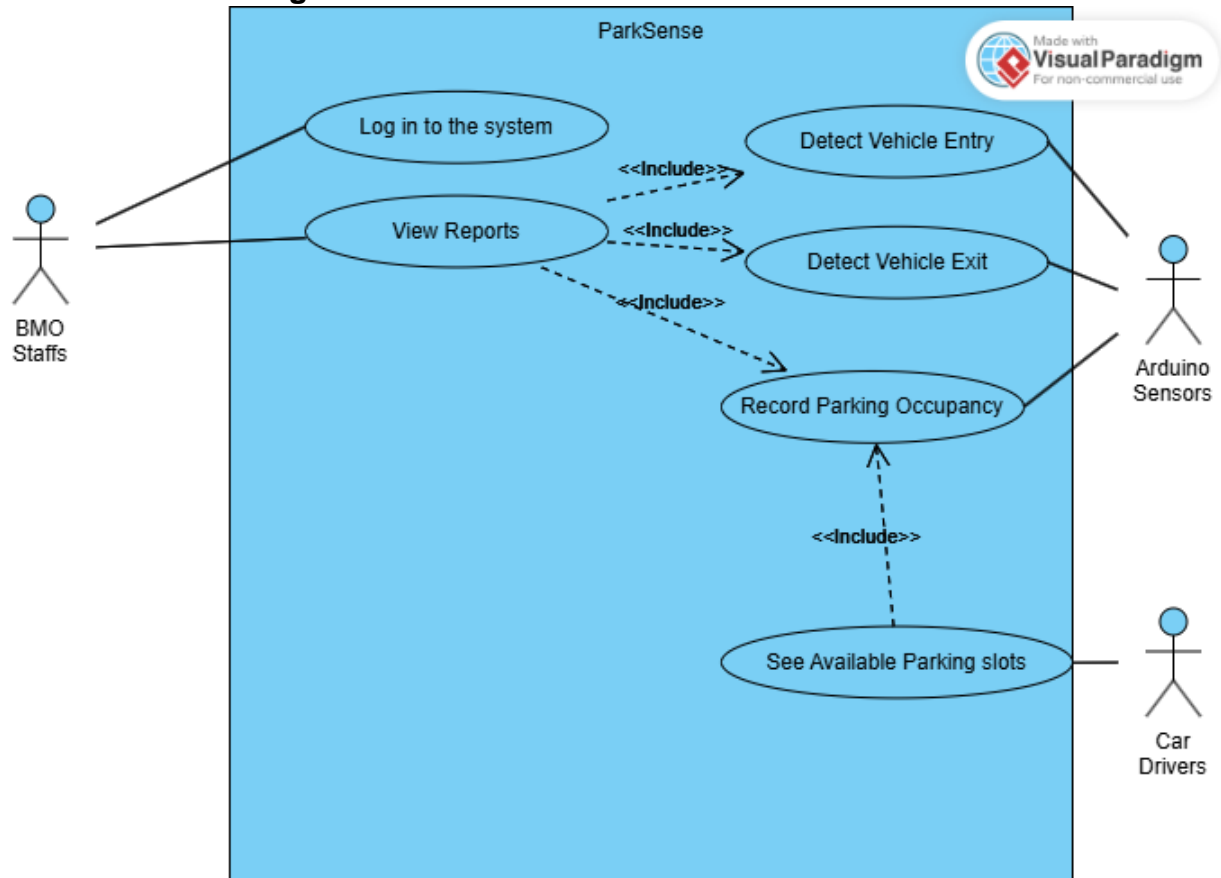 g
ParkSense
Made with
Visual Paradigm
For non-commercial use
Log in to the system
Detect Vehicle Entry
<<Include>>
View Reports
<<Include>>
Detect Vehicle Exit
<<Include>>
BMO
Staffs
Arduino
Sensors
Record Parking Occupancy
<<Include>>
See Available Parking slots
Car
Drivers